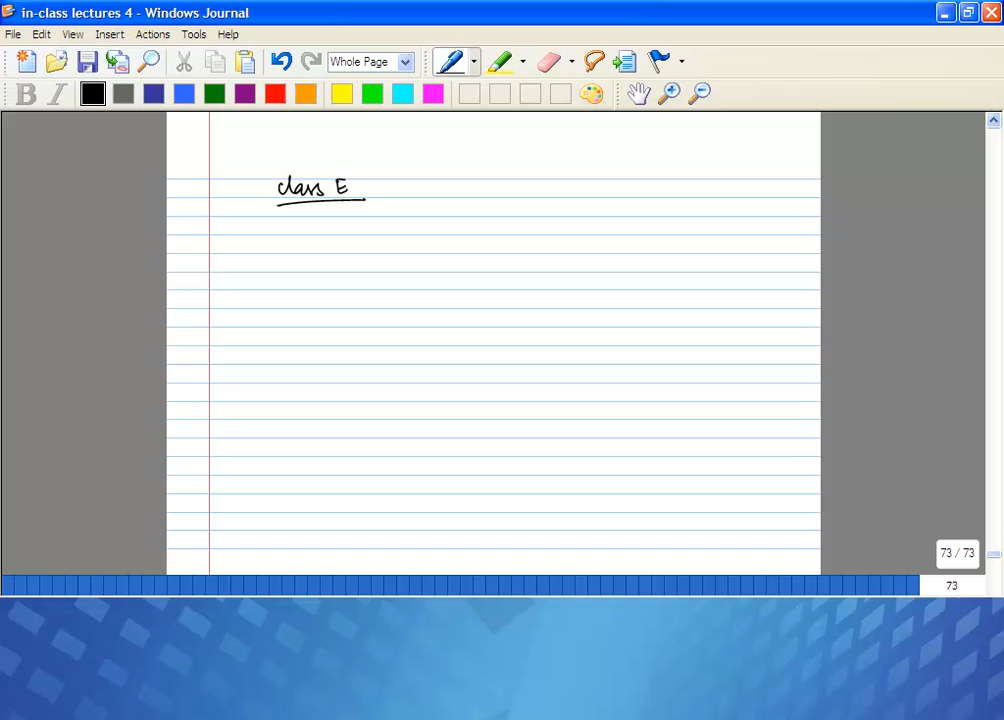 in-class lectures 4 - Windows Journal
File Edit View Insert Actions Tools Help
Whole Page
B I
class E
73 / 73
73